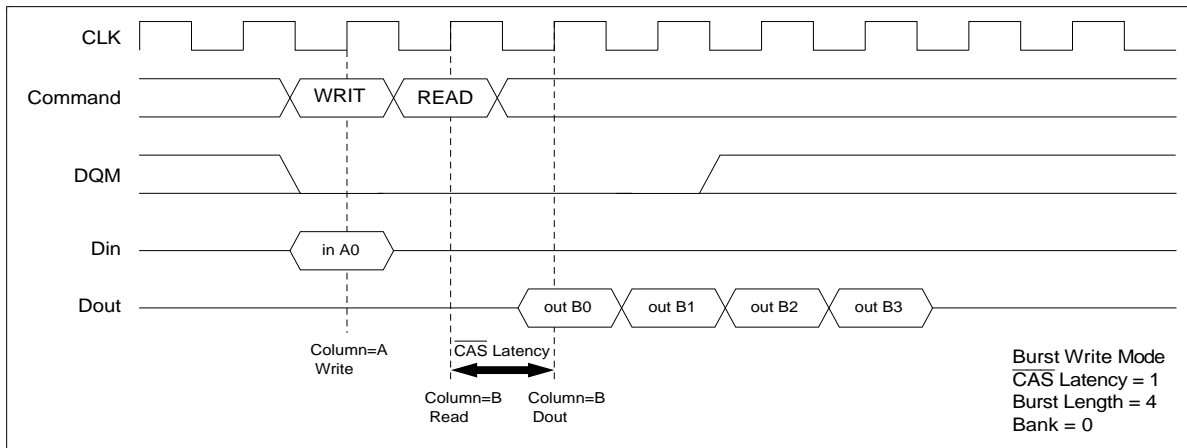 CLK
Command
WRIT
READ
DQM
Din
in A0
Dout
out B0
out B1
out B2
out B3
Column=A
Write
CAS Latency
Column=B
Read
Column=B
Dout
Burst Write Mode
CAS Latency = 1
Burst Length = 4
Bank = 0